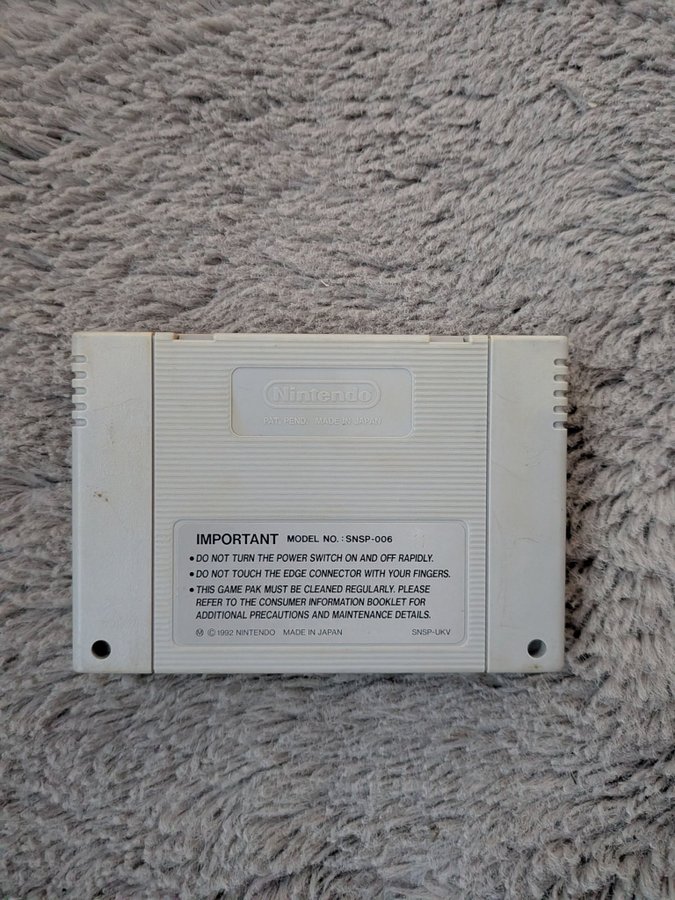 Nintendo
PAT. PEND. MADE IN JAPAN
IMPORTANT MODEL NO. : SNSP-006
• DO NOT TURN THE POWER SWITCH ON AND OFF RAPIDLY.
• DO NOT TOUCH THE EDGE CONNECTOR WITH YOUR FINGERS.
• THIS GAME PAK MUST BE CLEANED REGULARLY. PLEASE
REFER TO THE CONSUMER INFORMATION BOOKLET FOR
ADDITIONAL PRECAUTIONS AND MAINTENANCE DETAILS.
Ⓜ © 1992 NINTENDO MADE IN JAPAN SNSP-UKV